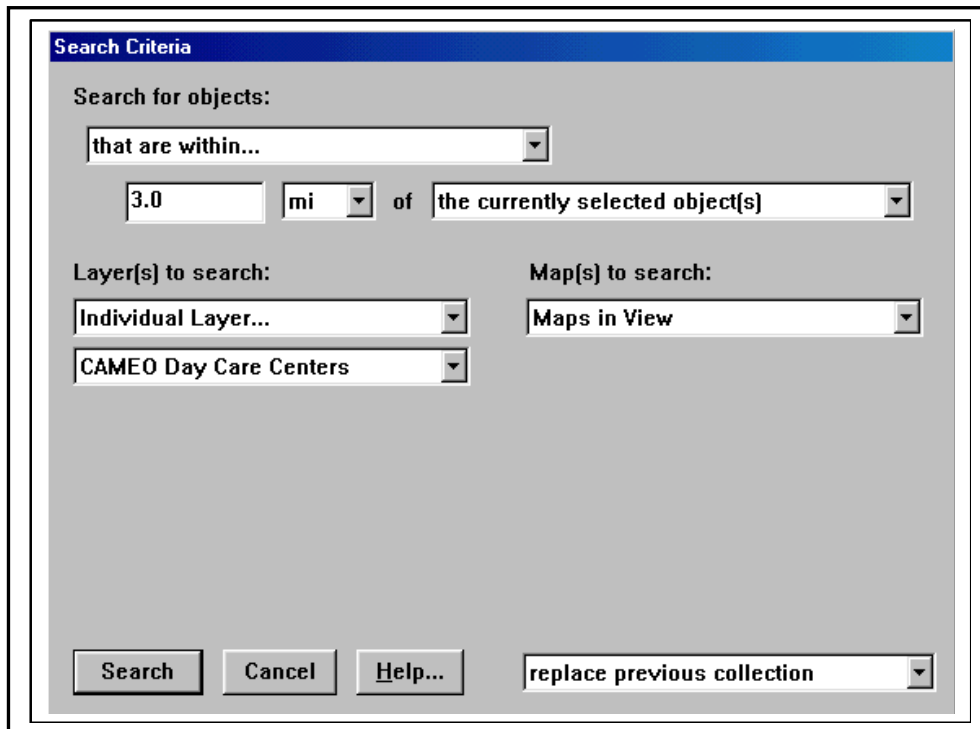 Search Criteria
Search for objects:
that are within...
3.0 mi of the currently selected object(s)
Layer(s) to search: Map(s) to search:
Individual Layer... Maps in View
CAMEO Day Care Centers
Search Cancel Help... replace previous collection